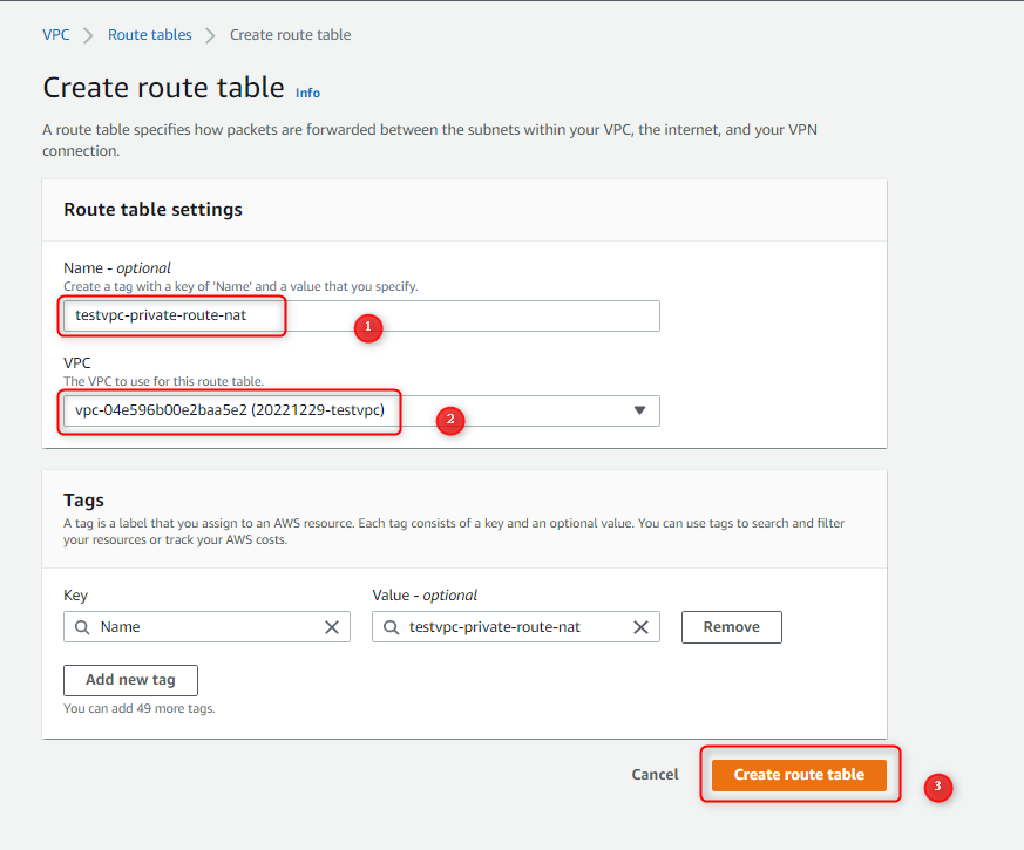 VPC > Route tables > Create route table
Create route table Info
A route table specifies how packets are forwarded between the subnets within your VPC, the internet, and your VPN
connection.
Route table settings
Name - optional
Create a tag with a key of 'Name' and a value that you specify.
testvpc-private-route-nat
1
VPC
The VPC to use for this route table.
vpc-04e596b00e2baa5e2 (20221229-testvpc)
2
Tags
A tag is a label that you assign to an AWS resource. Each tag consists of a key and an optional value. You can use tags to search and filter
your resources or track your AWS costs.
Key Value - optional
Name testvpc-private-route-nat Remove
Add new tag
You can add 49 more tags.
Cancel Create route table
3